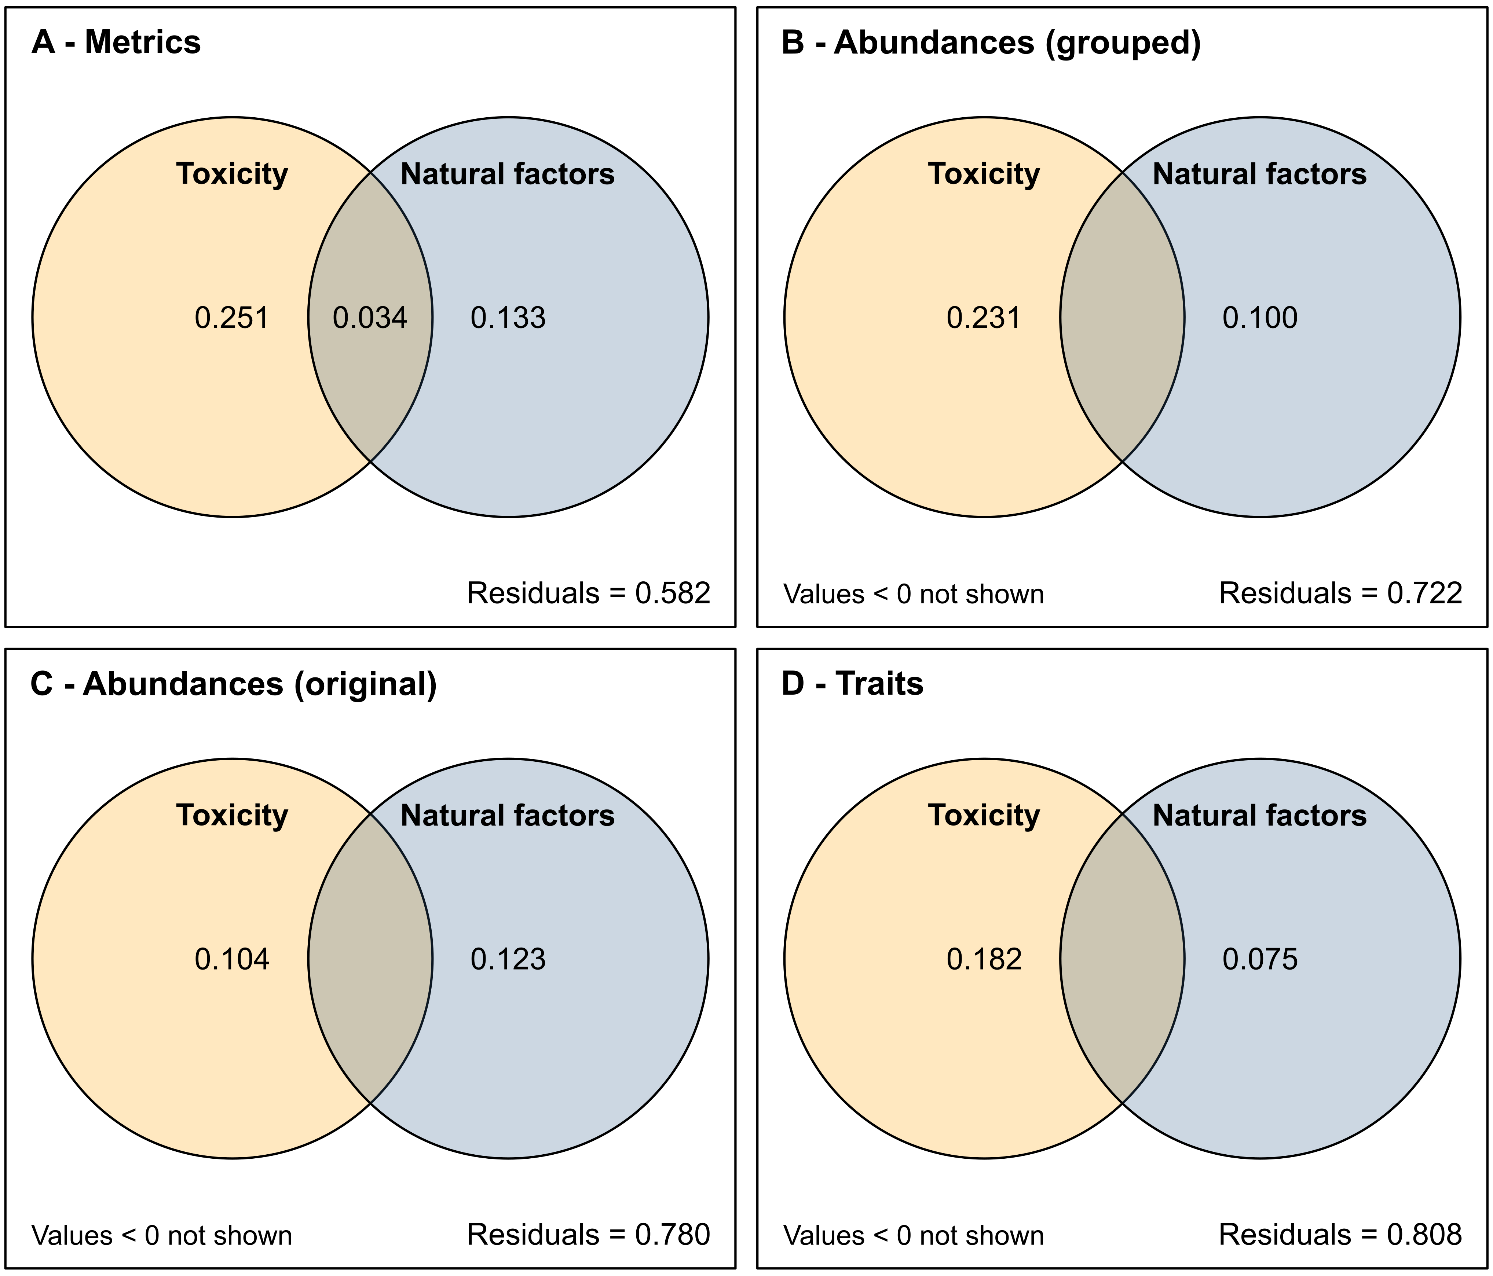 A - Metrics
Toxicity
Natural factors
0.251
0.034
0.133
Residuals = 0.582
B - Abundances (grouped)
Toxicity
Natural factors
0.231
0.100
Values < 0 not shown
Residuals = 0.722
C - Abundances (original)
Toxicity
Natural factors
0.104
0.123
Values < 0 not shown
Residuals = 0.780
D - Traits
Toxicity
Natural factors
0.182
0.075
Values < 0 not shown
Residuals = 0.808